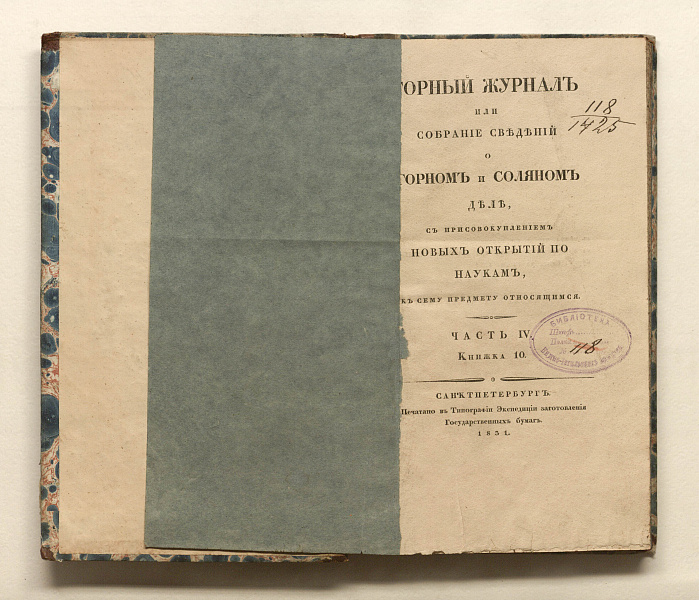 ГОРНЫЙ ЖУРНАЛЪ
ИЛИ
СОБРАНІЕ СВѢДѢНІЙ
О
ГОРНОМЪ и СОЛЯНОМЪ
ДѢЛѢ,
СЪ ПРИСОВОКУПЛЕНІЕМЪ
НОВЫХЪ ОТКРЫТІЙ ПО
НАУКАМЪ,
КЪ СЕМУ ПРЕДМЕТУ ОТНОСЯЩИМСЯ.
ЧАСТЬ IV.
Книжка 10.
САНКТПЕТЕРБУРГЪ.
Печатано въ Типографіи Экспедиціи заготовленія
Государственныхъ бумагъ.
1831.
118
1425
БИБЛІОТЕКА
Шкафъ
118